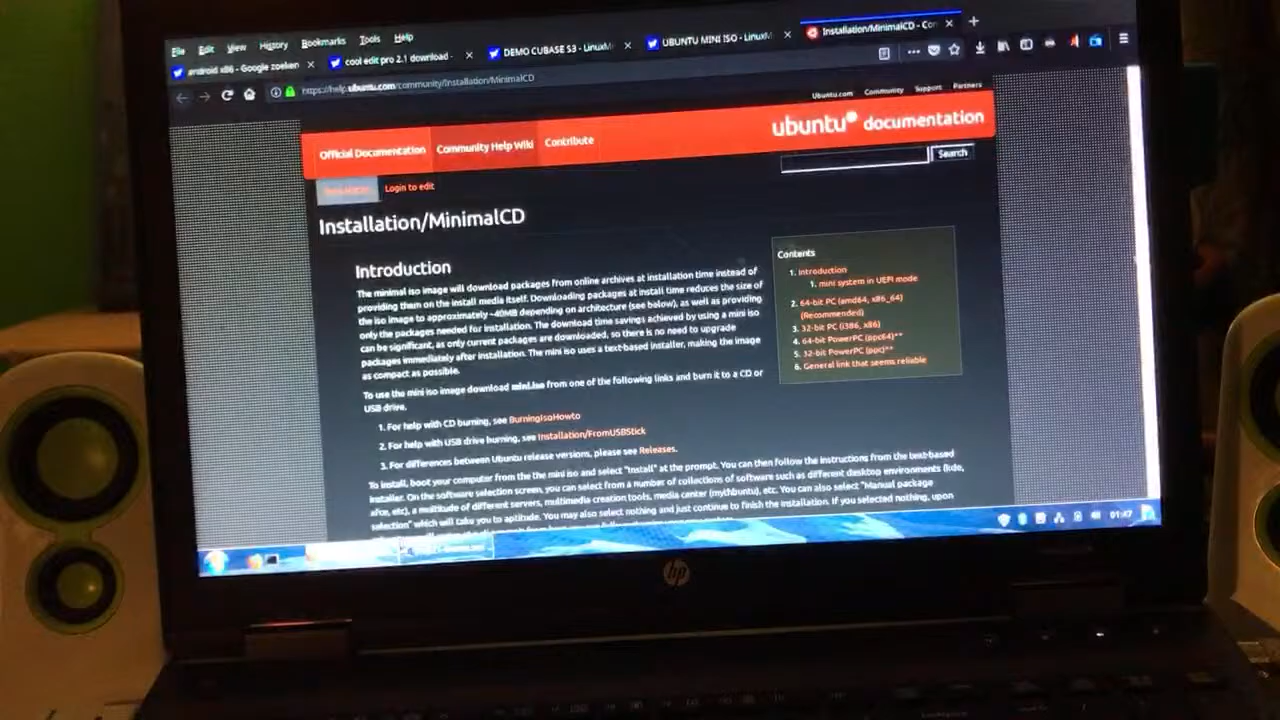 File Edit View History Bookmarks Tools Help
android x86 - Google zoeken
cool edit pro 2.1 download -
DEMO CUBASE S3 - LinuxM
UBUNTU MINI ISO - LinuxM
Installation/MinimalCD - Co
https://help.ubuntu.com/community/Installation/MinimalCD
Ubuntu.com Community Support Partners
Official Documentation Community Help Wiki Contribute
ubuntu documentation
Search
Login to edit
Installation/MinimalCD
Introduction
The minimal iso image will download packages from online archives at installation time instead of
providing them on the install media itself. Downloading packages at install time reduces the size of
the iso image to approximately ~40MB depending on architecture (see below), as well as providing
only the packages needed for installation. The download time savings achieved by using a mini iso
can be significant, as only current packages are downloaded, so there is no need to upgrade
packages immediately after installation. The mini iso uses a text-based installer, making the image
as compact as possible.
To use the mini iso image download mini.iso from one of the following links and burn it to a CD or
USB drive.
1. For help with CD burning, see BurningIsoHowto
2. For help with USB drive burning, see Installation/FromUSBStick
3. For differences between Ubuntu release versions, please see Releases.
To install, boot your computer from the the mini iso and select "Install" at the prompt. You can then follow the instructions from the text-based
installer. On the software selection screen, you can select from a number of collections of software such as different desktop environments (kde,
xfce, etc), a multitude of different servers, multimedia creation tools, media center (mythbuntu), etc. You can also select "Manual package
selection" which will take you to aptitude. You may also select nothing and just continue to finish the installation. If you selected nothing, upon
Contents
1. Introduction
1. mini system in UEFI mode
2. 64-bit PC (amd64, x86_64)
(Recommended)
3. 32-bit PC (i386, x86)
4. 64-bit PowerPC (ppc64)**
5. 32-bit PowerPC (ppc)**
6. General link that seems reliable
01:47
hp